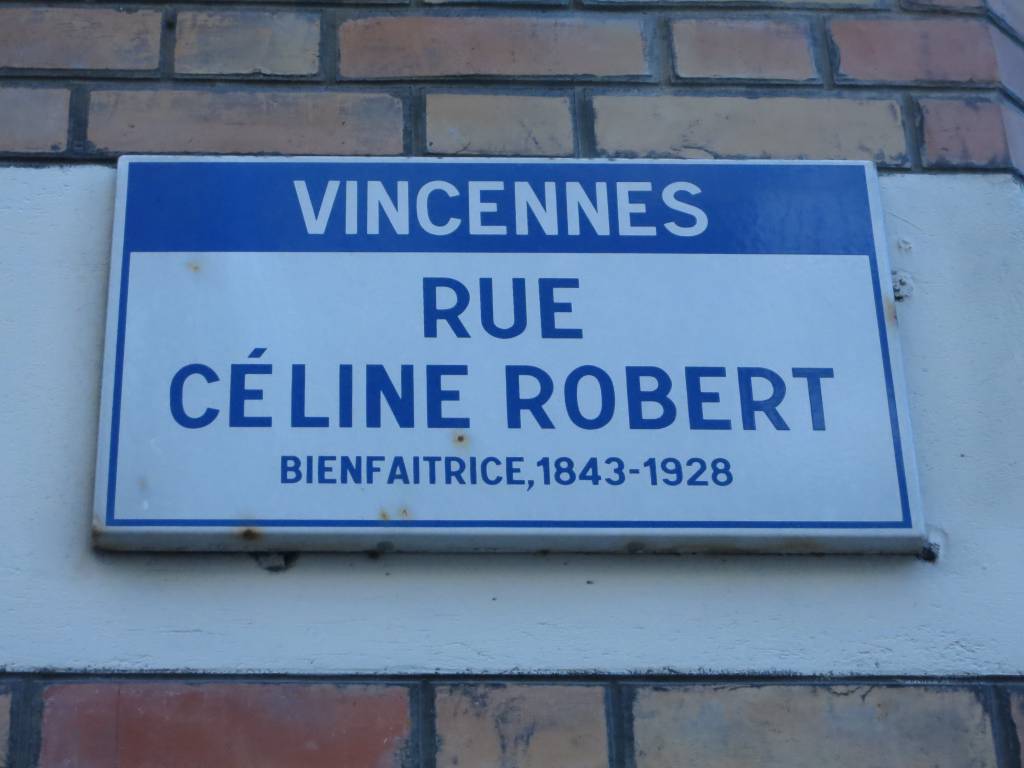 VINCENNES
RUE
CÉLINE ROBERT
BIENFAITRICE,1843-1928